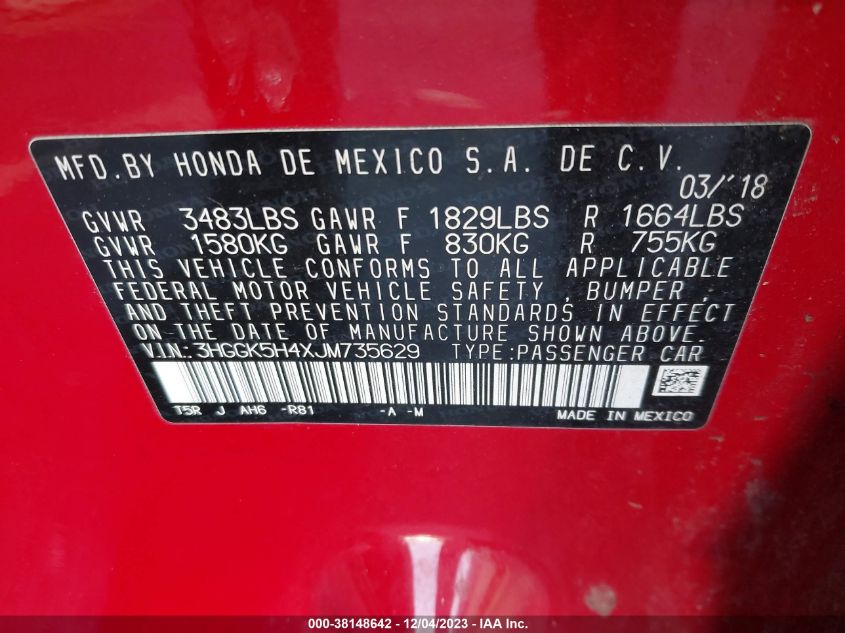 MFD.BY HONDA DE MEXICO S.A. DE C.V.
03/'18
GVWR 3483LBS GAWR F 1829LBS R 1664LBS
GVWR 1580KG GAWR F 830KG R 755KG
THIS VEHICLE CONFORMS TO ALL APPLICABLE
FEDERAL MOTOR VEHICLE SAFETY, BUMPER,
AND THEFT PREVENTION STANDARDS IN EFFECT
ON THE DATE OF MANUFACTURE SHOWN ABOVE.
VIN: 3HGGK5H4XJM735629 TYPE:PASSENGER CAR
T5R J AH6 -R81 -A -M
MADE IN MEXICO
000-38148642 - 12/04/2023 - IAA Inc.